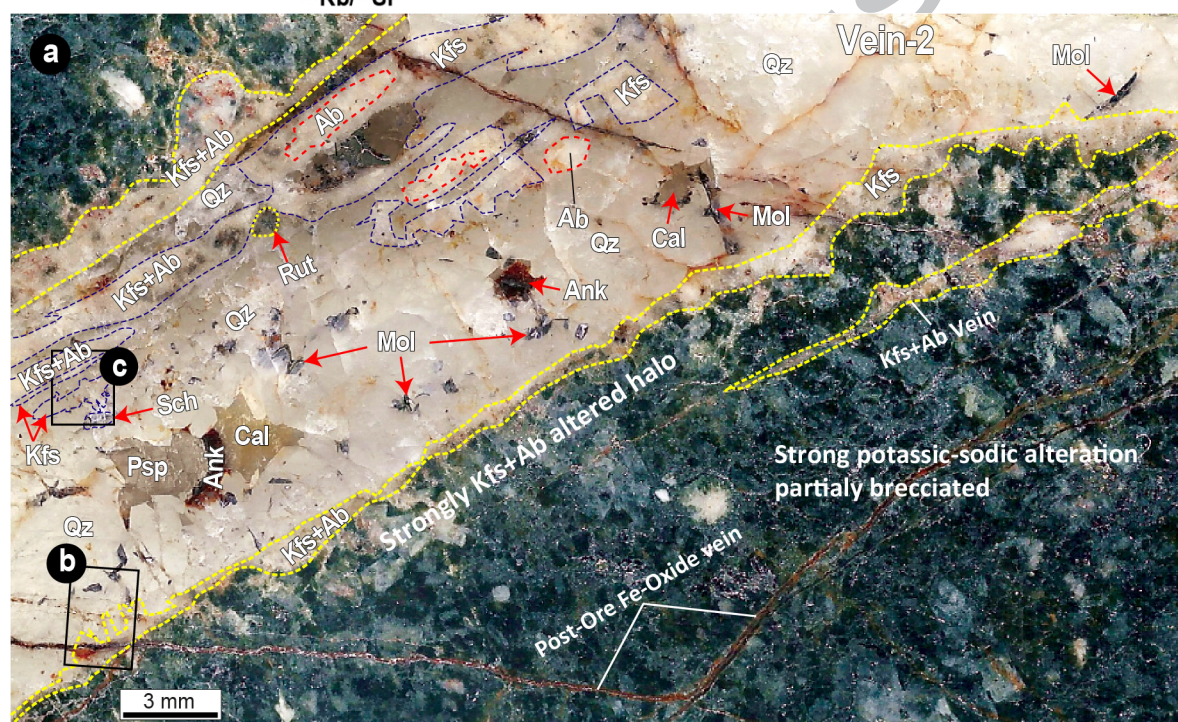 Rb/ Sr
a
Vein-2
Kfs
Qz
Mol
Kfs
Ab
Kfs+Ab
Qz
Kfs
Ab
Qz
Cal
Mol
Rut
Kfs+Ab
Ank
Qz
Kfs+Ab Vein
Mol
Kfs+Ab
c
Sch
Strongly Kfs+Ab altered halo
Kfs
Psp
Ank
Cal
Strong potassic-sodic alteration
partialy brecciated
Kfs+Ab
Qz
b
Post-Ore Fe-Oxide vein
3 mm